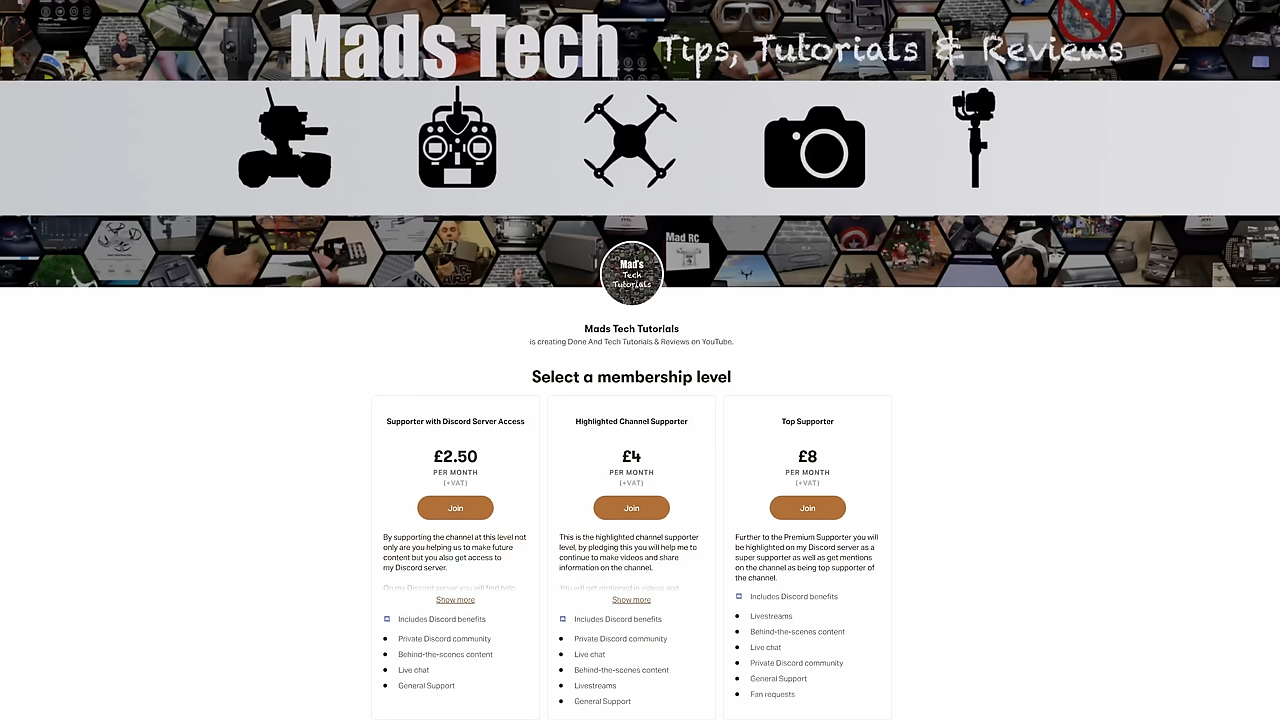 Mads Tech Tips, Tutorials & Reviews
Mad RC
Mad's
Tech
Tutorials
Mads Tech Tutorials
is creating Done And Tech Tutorials & Reviews on YouTube.
Select a membership level
Supporter with Discord Server Access
£2.50
PER MONTH
(+VAT)
Join
By supporting the channel at this level not
only are you helping us to make future
content but you also get access to
my Discord server.
On my Discord server you will find help
Show more
Includes Discord benefits
Private Discord community
Behind-the-scenes content
Live chat
General Support
Highlighted Channel Supporter
£4
PER MONTH
(+VAT)
Join
This is the highlighted channel supporter
level, by pledging this you will help me to
continue to make videos and share
information on the channel.
You will get mentioned in videos and
Show more
Includes Discord benefits
Private Discord community
Live chat
Behind-the-scenes content
Livestreams
General Support
Top Supporter
£8
PER MONTH
(+VAT)
Join
Further to the Premium Supporter you will
be highlighted on my Discord server as a
super supporter as well as get mentions
on the channel as being top supporter of
the channel.
Includes Discord benefits
Livestreams
Behind-the-scenes content
Live chat
Private Discord community
General Support
Fan requests